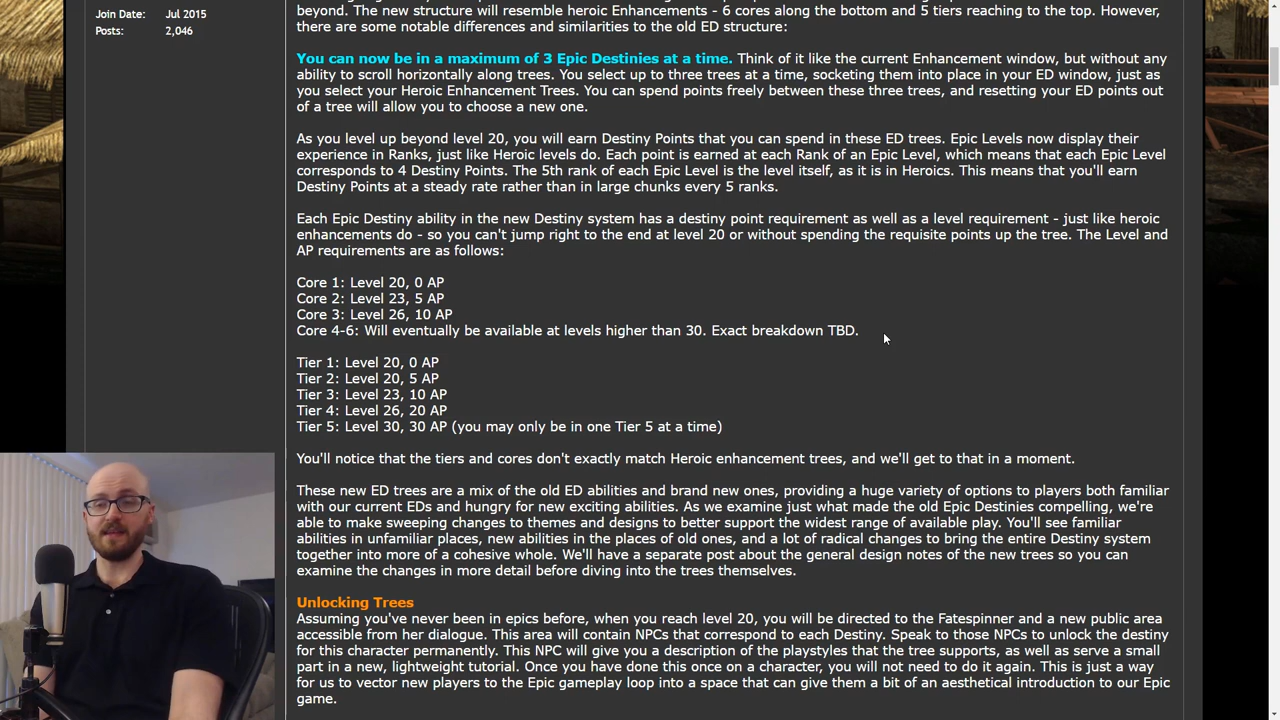 Join Date: Jul 2015
Posts: 2,046
beyond. The new structure will resemble heroic Enhancements - 6 cores along the bottom and 5 tiers reaching to the top. However,
there are some notable differences and similarities to the old ED structure:
You can now be in a maximum of 3 Epic Destinies at a time. Think of it like the current Enhancement window, but without any
ability to scroll horizontally along trees. You select up to three trees at a time, socketing them into place in your ED window, just as
you select your Heroic Enhancement Trees. You can spend points freely between these three trees, and resetting your ED points out
of a tree will allow you to choose a new one.
As you level up beyond level 20, you will earn Destiny Points that you can spend in these ED trees. Epic Levels now display their
experience in Ranks, just like Heroic levels do. Each point is earned at each Rank of an Epic Level, which means that each Epic Level
corresponds to 4 Destiny Points. The 5th rank of each Epic Level is the level itself, as it is in Heroics. This means that you'll earn
Destiny Points at a steady rate rather than in large chunks every 5 ranks.
Each Epic Destiny ability in the new Destiny system has a destiny point requirement as well as a level requirement - just like heroic
enhancements do - so you can't jump right to the end at level 20 or without spending the requisite points up the tree. The Level and
AP requirements are as follows:
Core 1: Level 20, 0 AP
Core 2: Level 23, 5 AP
Core 3: Level 26, 10 AP
Core 4-6: Will eventually be available at levels higher than 30. Exact breakdown TBD.
Tier 1: Level 20, 0 AP
Tier 2: Level 20, 5 AP
Tier 3: Level 23, 10 AP
Tier 4: Level 26, 20 AP
Tier 5: Level 30, 30 AP (you may only be in one Tier 5 at a time)
You'll notice that the tiers and cores don't exactly match Heroic enhancement trees, and we'll get to that in a moment.
These new ED trees are a mix of the old ED abilities and brand new ones, providing a huge variety of options to players both familiar
with our current EDs and hungry for new exciting abilities. As we examine just what made the old Epic Destinies compelling, we're
able to make sweeping changes to themes and designs to better support the widest range of available play. You'll see familiar
abilities in unfamiliar places, new abilities in the places of old ones, and a lot of radical changes to bring the entire Destiny system
together into more of a cohesive whole. We'll have a separate post about the general design notes of the new trees so you can
examine the changes in more detail before diving into the trees themselves.
Unlocking Trees
Assuming you've never been in epics before, when you reach level 20, you will be directed to the Fatespinner and a new public area
accessible from her dialogue. This area will contain NPCs that correspond to each Destiny. Speak to those NPCs to unlock the destiny
for this character permanently. This NPC will give you a description of the playstyles that the tree supports, as well as serve a small
part in a new, lightweight tutorial. Once you have done this once on a character, you will not need to do it again. This is just a way
for us to vector new players to the Epic gameplay loop into a space that can give them a bit of an aesthetical introduction to our Epic
game.